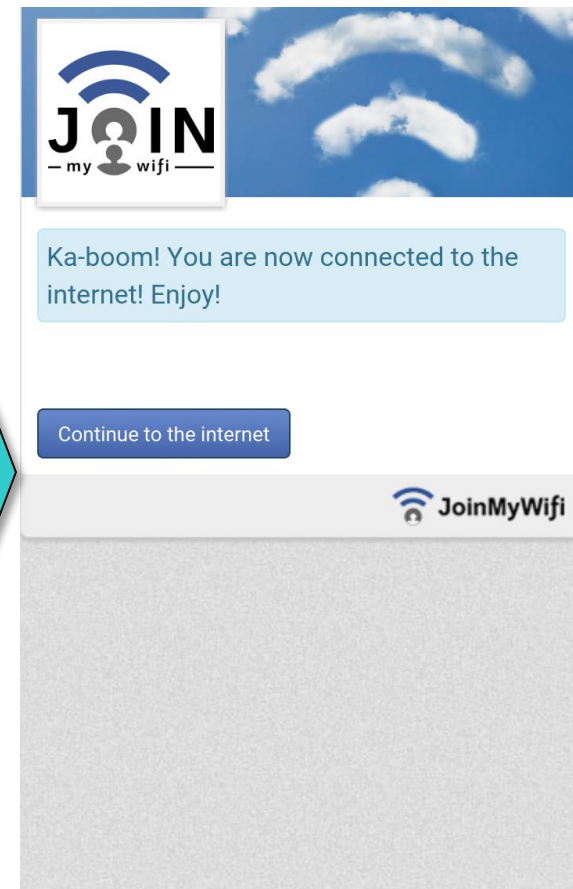 JOIN
my wifi
Ka-boom! You are now connected to the
internet! Enjoy!
Continue to the internet
JoinMyWifi